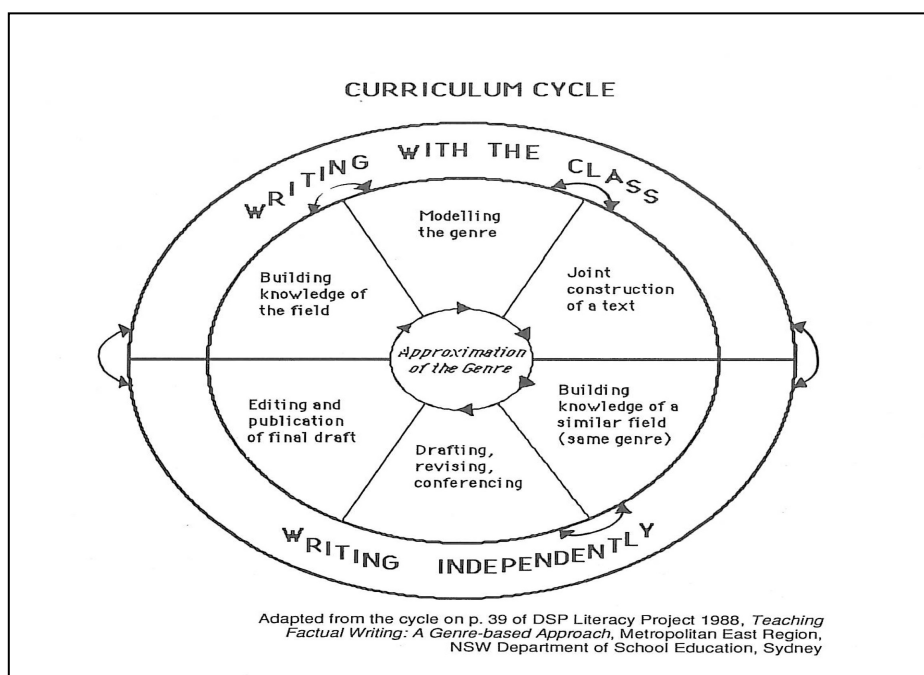 CURRICULUM CYCLE
WRITING WITH THE CLASS
Modelling
the genre
Joint
construction
of a text
Building
knowledge of
the field
Approximation
of the Genre
Building
knowledge of a
similar field
(same genre)
Editing and
publication
of final draft
Drafting,
revising,
conferencing
WRITING INDEPENDENTLY
Adapted from the cycle on p. 39 of DSP Literacy Project 1988, Teaching
Factual Writing: A Genre-based Approach, Metropolitan East Region,
NSW Department of School Education, Sydney